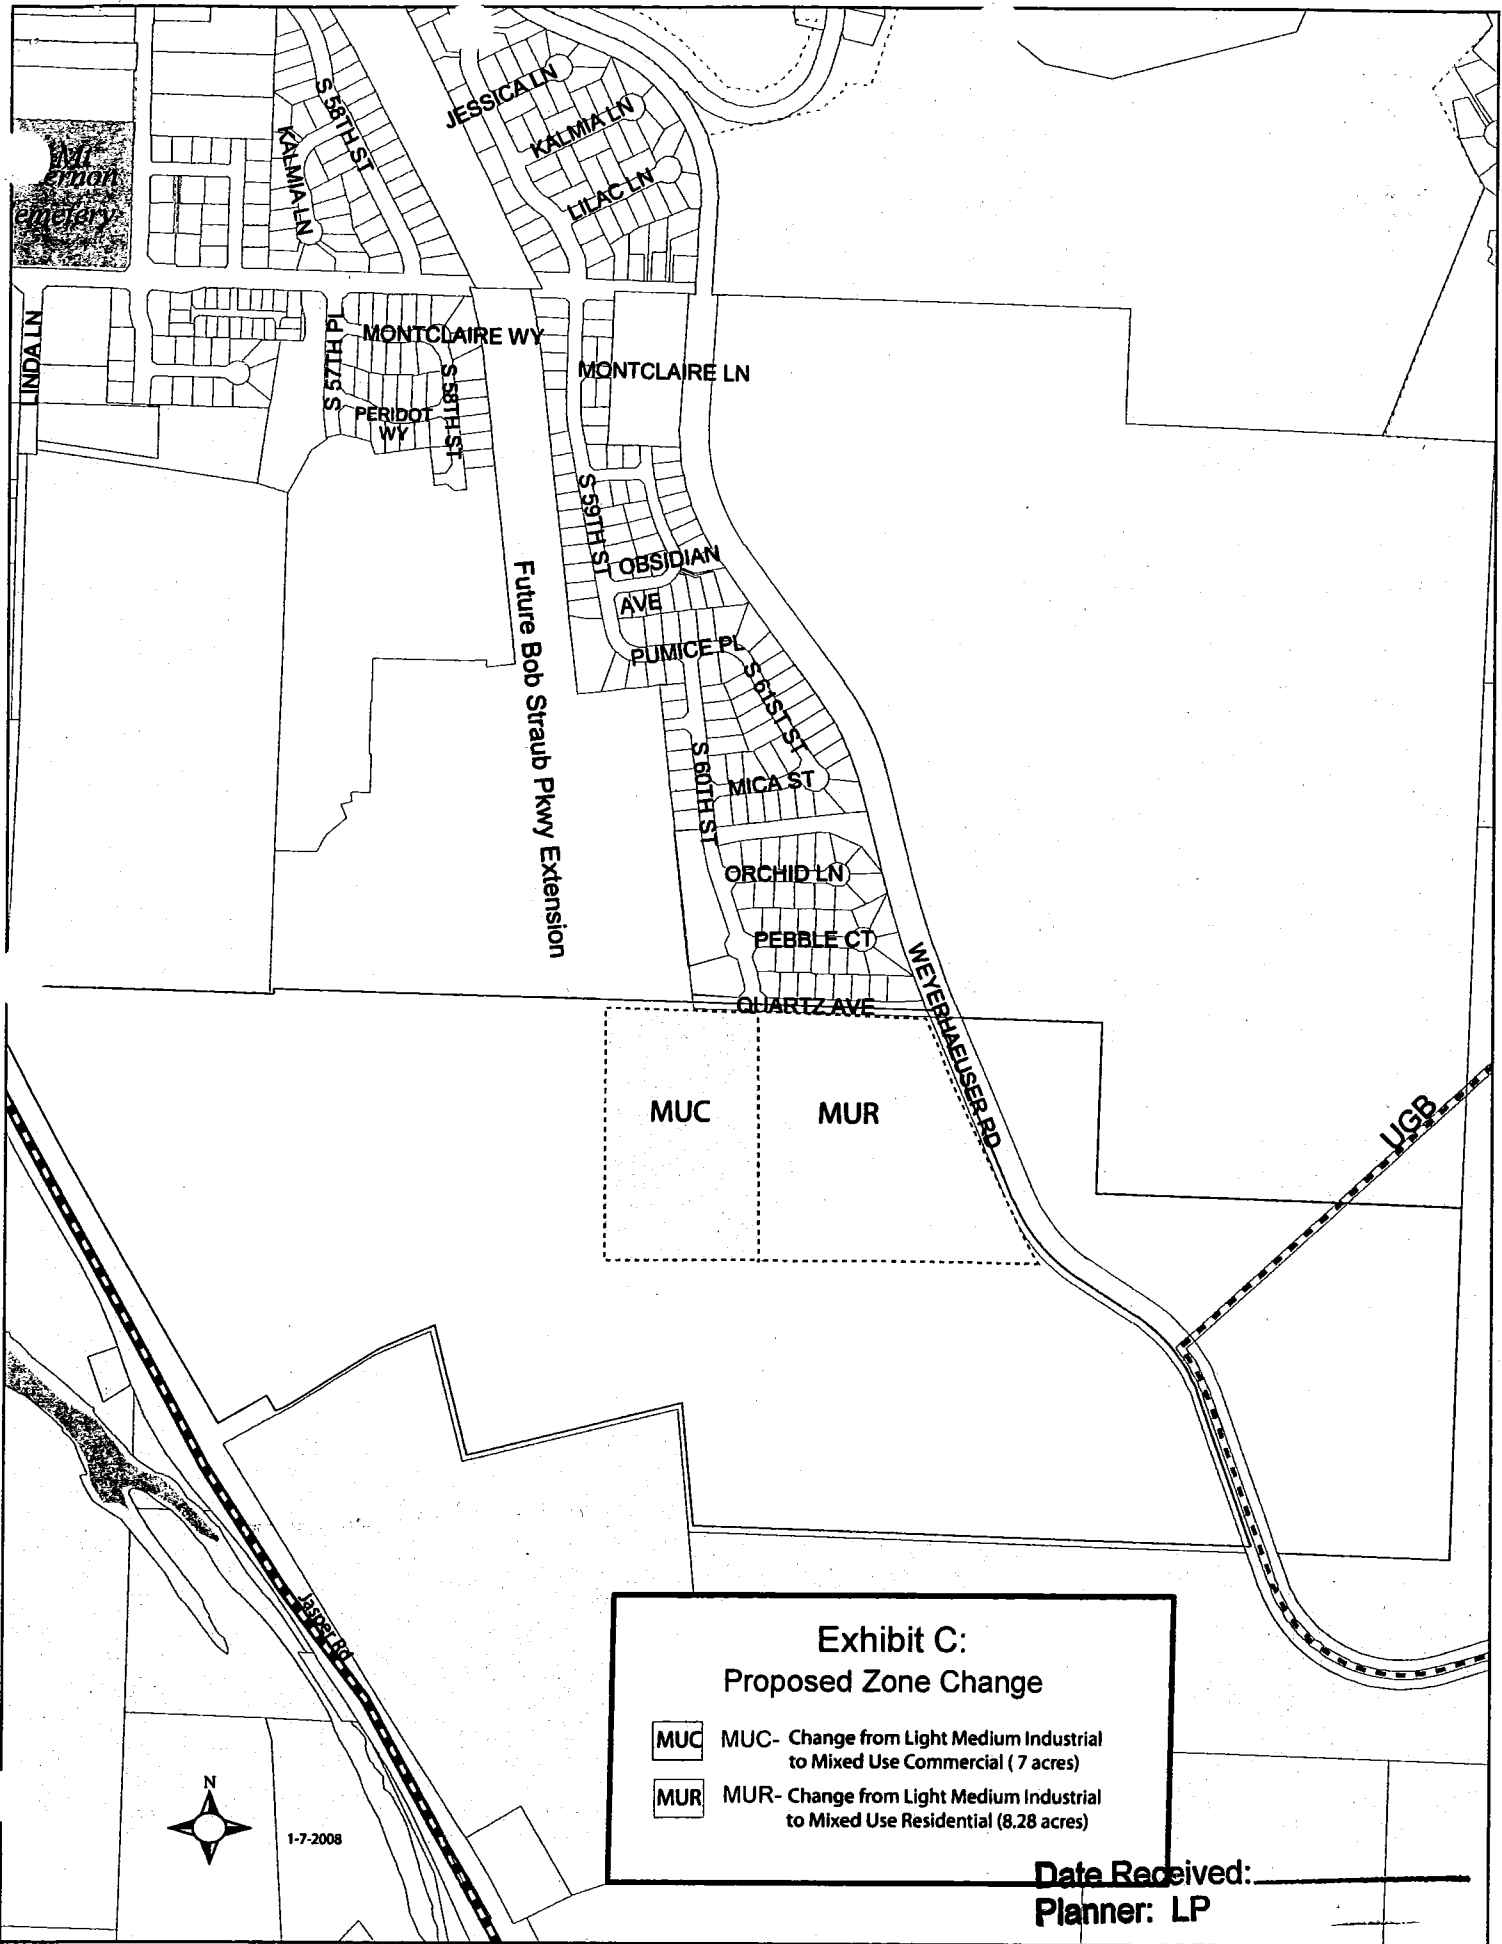 S 58TH ST
JESSICA LN
KALMIA LN
KALMIA LN
LILAC LN
Mt
ernon
emetery
LINDA LN
S 57TH PL
MONTCLAIRE WY
S 58TH ST
PERIDOT
WY
MONTCLAIRE LN
S 59TH ST
OBSIDIAN
AVE
Future Bob Straub Pkwy Extension
PUMICE PL
S 61ST ST
S 60TH ST
MICA ST
ORCHID LN
PEBBLE CT
WEYERHAEUSER RD
QUARTZ AVE
MUC
MUR
UGB
Jasper Rd
Exhibit C:
Proposed Zone Change
MUC MUC- Change from Light Medium Industrial
to Mixed Use Commercial ( 7 acres)
MUR MUR- Change from Light Medium Industrial
to Mixed Use Residential (8.28 acres)
N
1-7-2008
Date Received:
Planner: LP